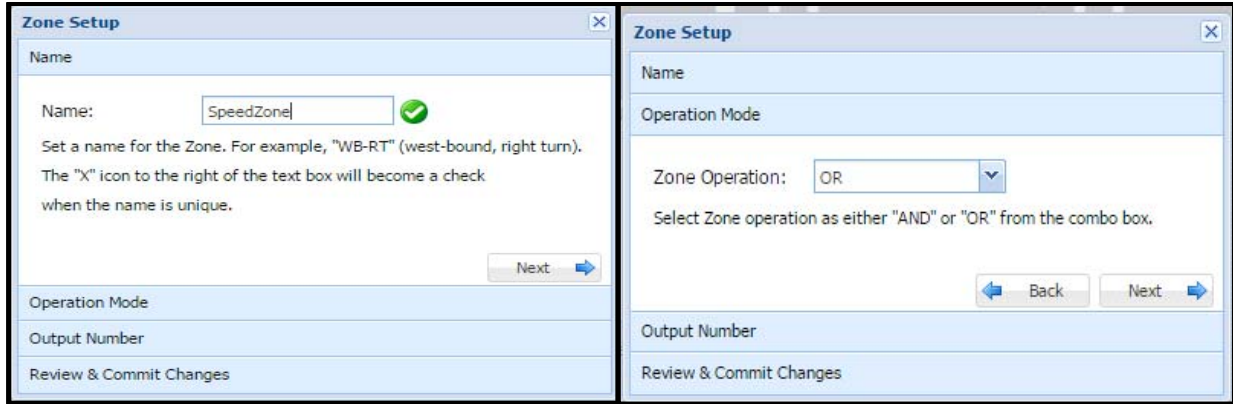 Zone Setup
Name
Name: SpeedZone
Set a name for the Zone. For example, "WB-RT" (west-bound, right turn).
The "X" icon to the right of the text box will become a check
when the name is unique.
Next
Operation Mode
Output Number
Review & Commit Changes
Zone Setup
Name
Operation Mode
Zone Operation: OR
Select Zone operation as either "AND" or "OR" from the combo box.
Back Next
Output Number
Review & Commit Changes